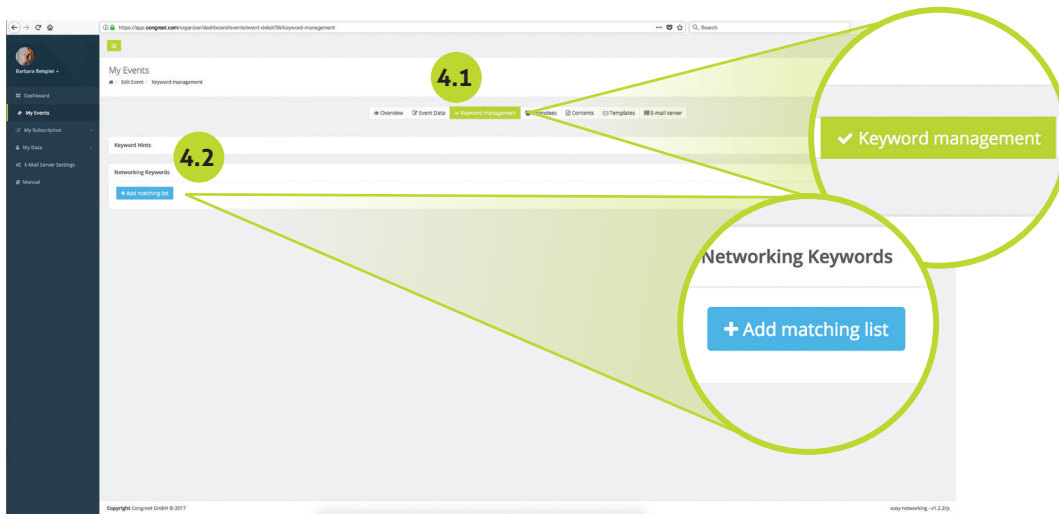 https://app.congreet.com/organiser/dashboard/events/event-detail/38/keyword-management
Search
Barbara Beispiel
Dashboard
My Events
My Subscription
My Data
E-Mail Server Settings
Manual
My Events
Edit Event / Keyword management
4.1
Overview Event Data Keyword management Attendees Contents Templates E-mail server
Keyword Hints
4.2
Networking Keywords
+ Add matching list
Keyword management
Networking Keywords
+ Add matching list
Copyright Congreet GmbH © 2017
easy networking - v1.2.2/p